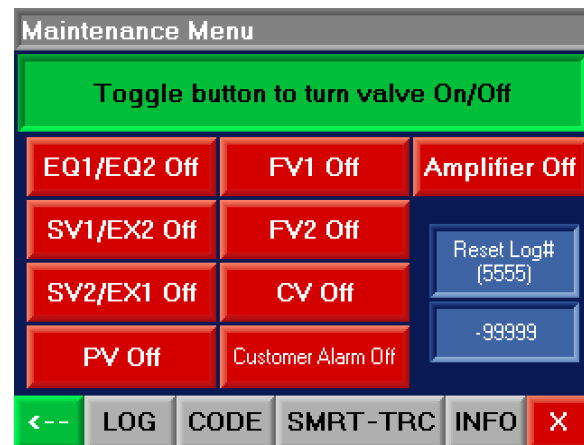 Maintenance Menu
Toggle button to turn valve On/Off
EQ1/EQ2 Off
FV1 Off
Amplifier Off
SV1/EX2 Off
FV2 Off
Reset Log#
(5555)
SV2/EX1 Off
CV Off
-99999
PV Off
Customer Alarm Off
<-- LOG CODE SMRT-TRC INFO X